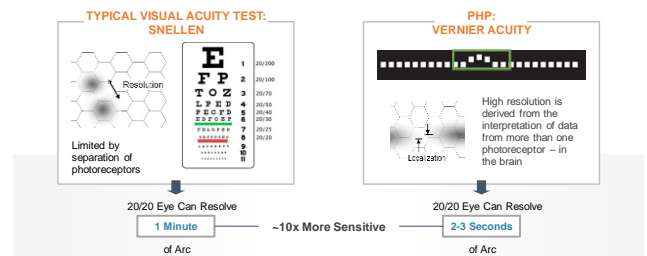 TYPICAL VISUAL ACUITY TEST:
SNELLEN
Resolution
Limited by
separation of
photoreceptors
E 1 20/200
F P 2 20/100
T O Z 3 20/70
L P E D 4 20/50
P E C F D 5 20/40
E D F C Z P 6 20/30
F E L O P Z D 7 20/25
D E F P O T E C 8 20/20
9
10
11
20/20 Eye Can Resolve
1 Minute
of Arc
~10x More Sensitive
PHP:
VERNIER ACUITY
High resolution is
derived from the
interpretation of data
from more than one
photoreceptor – in
the brain
Localization
20/20 Eye Can Resolve
2-3 Seconds
of Arc